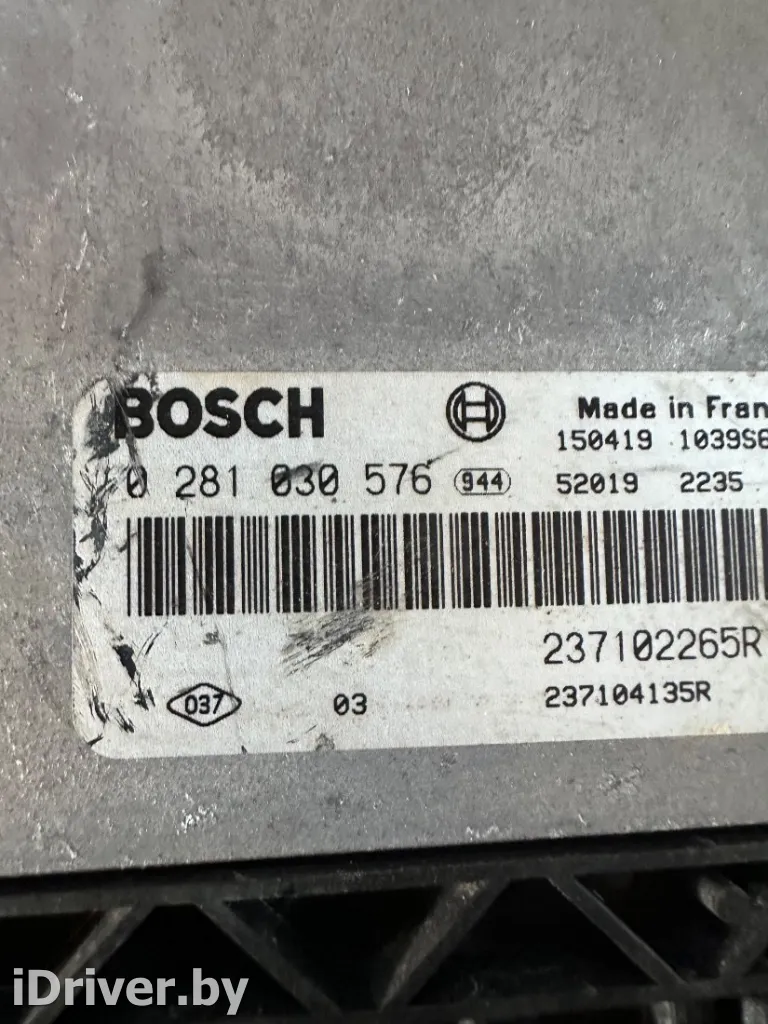 BOSCH
Made in Fran
150419 1039S6
0 281 030 576 944 52019 2235
237102265R
037 03 237104135R
iDriver.by